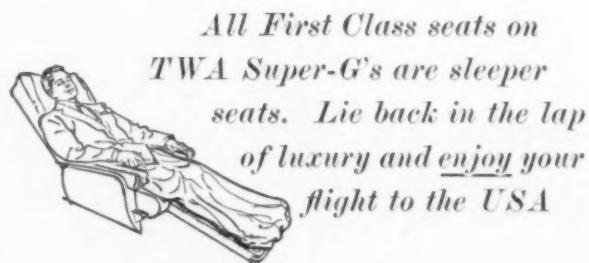 All First Class seats on
TWA Super-G's are sleeper
seats. Lie back in the lap
of luxury and enjoy your
flight to the USA